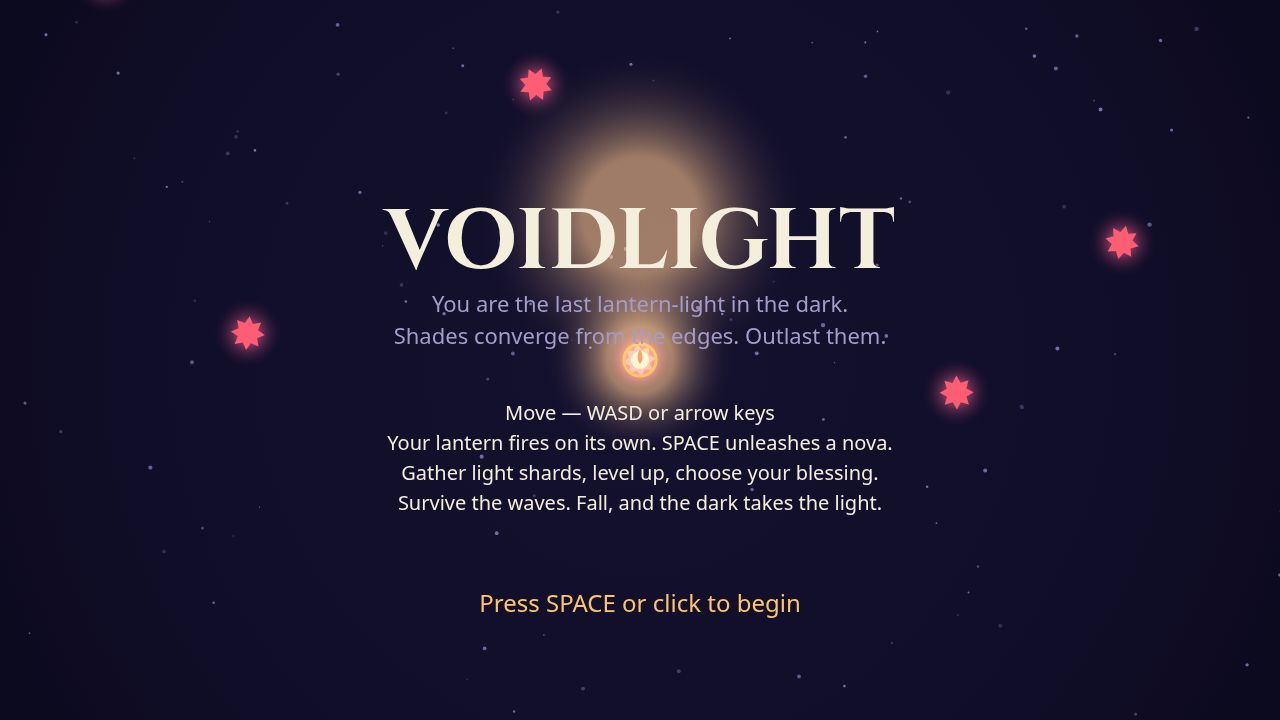 VOIDLIGHT
You are the last lantern-light in the dark.
Shades converge from the edges. Outlast them.
Move — WASD or arrow keys
Your lantern fires on its own. SPACE unleashes a nova.
Gather light shards, level up, choose your blessing.
Survive the waves. Fall, and the dark takes the light.
Press SPACE or click to begin